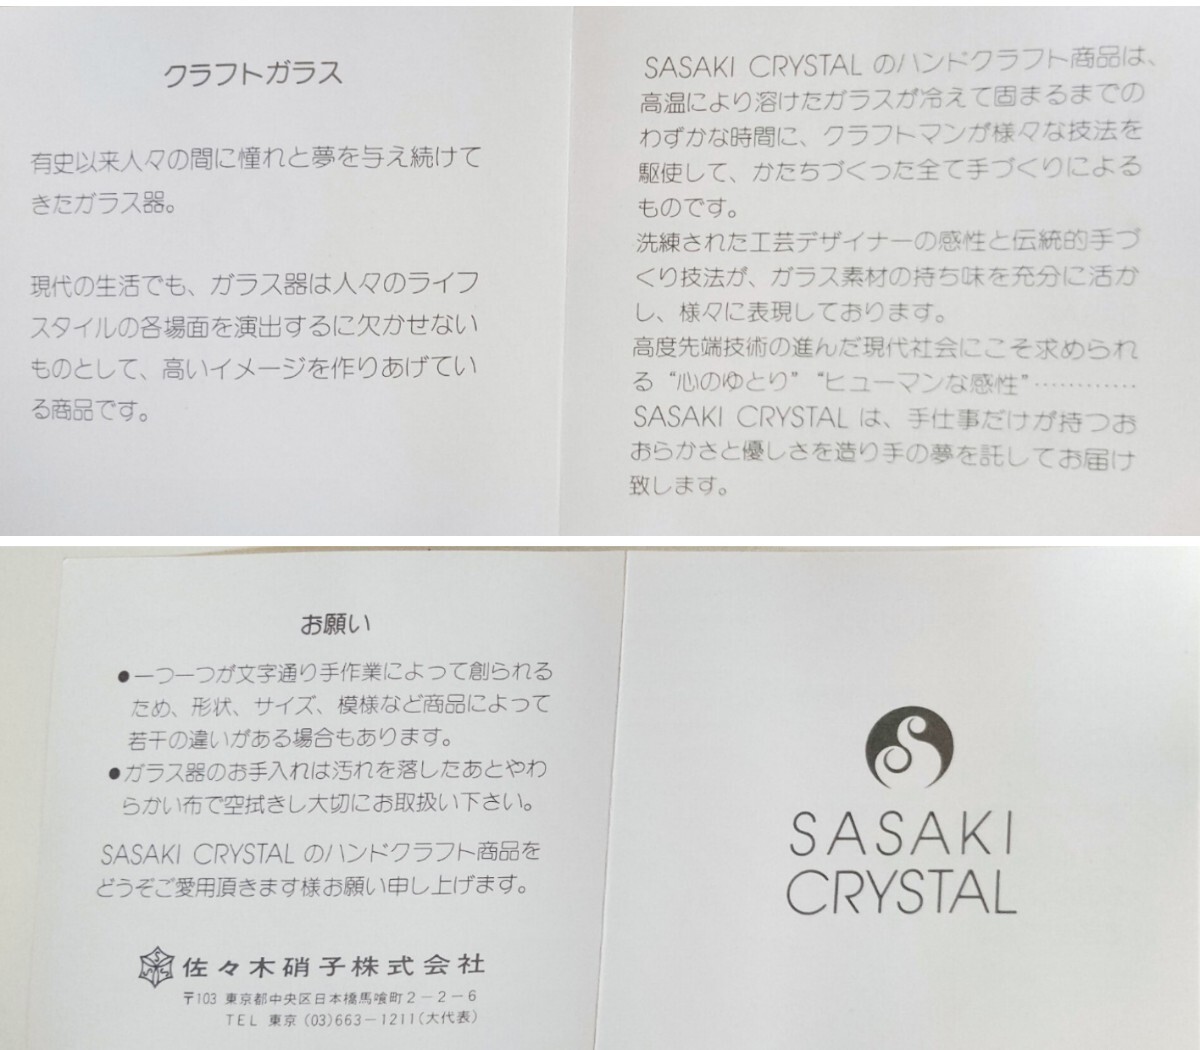 クラフトガラス
有史以来人々の間に憧れと夢を与え続けて
きたガラス器。
現代の生活でも、ガラス器は人々のライフ
スタイルの各場面を演出するに欠かせない
ものとして、高いイメージを作りあげてい
る商品です。
SASAKI CRYSTAL のハンドクラフト商品は、
高温により溶けたガラスが冷えて固まるまでの
わずかな時間に、クラフトマンが様々な技法を
駆使して、かたちづくった全て手づくりによる
ものです。
洗練された工芸デザイナーの感性と伝統的手づ
くり技法が、ガラス素材の持ち味を充分に活か
し、様々に表現しております。
高度先端技術の進んだ現代社会にこそ求められ
る“心のゆとり”“ヒューマンな感性”…………
SASAKI CRYSTAL は、手仕事だけが持つお
おらかさと優しさを造り手の夢を託してお届け
致します。
お願い
●一つ一つが文字通り手作業によって創られる
ため、形状、サイズ、模様など商品によって
若干の違いがある場合もあります。
●ガラス器のお手入れは汚れを落したあとやわ
らかい布で空拭きし大切にお取扱い下さい。
SASAKI CRYSTAL のハンドクラフト商品を
どうぞご愛用頂きます様お願い申し上げます。
佐々木硝子株式会社
〒103 東京都中央区日本橋馬喰町2-2-6
TEL 東京 (03)663-1211(大代表)
SASAKI
CRYSTAL